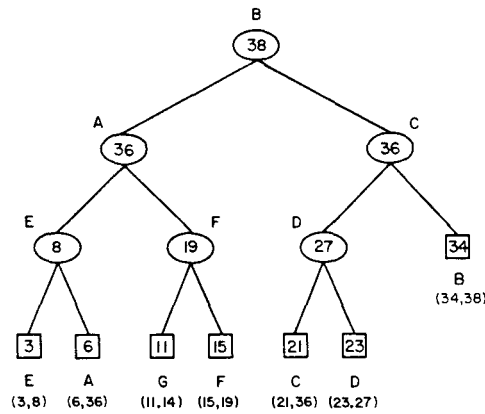 B
38
A C
36 36
E F D
8 19 27 34
B
(34,38)
3 6 11 15 21 23
E A G F C D
(3,8) (6,36) (11,14) (15,19) (21,36) (23,27)